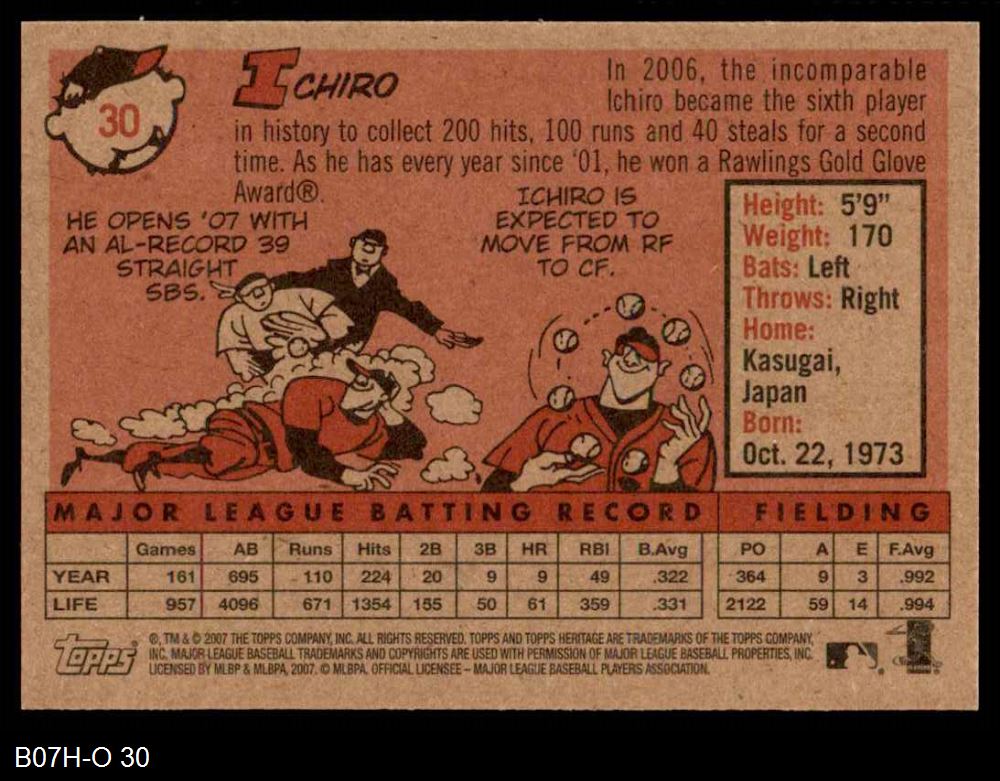 30
ICHIRO
In 2006, the incomparable
Ichiro became the sixth player
in history to collect 200 hits, 100 runs and 40 steals for a second
time. As he has every year since '01, he won a Rawlings Gold Glove
Award®.
HE OPENS '07 WITH
AN AL-RECORD 39
STRAIGHT
SBS.
ICHIRO IS
EXPECTED TO
MOVE FROM RF
TO CF.
Height: 5'9"
Weight: 170
Bats: Left
Throws: Right
Home:
Kasugai,
Japan
Born:
Oct. 22, 1973
MAJOR LEAGUE BATTING RECORD FIELDING
Games AB Runs Hits 2B 3B HR RBI B.Avg PO A E F.Avg
YEAR 161 695 110 224 20 9 9 49 .322 364 9 3 .992
LIFE 957 4096 671 1354 155 50 61 359 .331 2122 59 14 .994
Topps
®, TM & © 2007 THE TOPPS COMPANY, INC. ALL RIGHTS RESERVED. TOPPS AND TOPPS HERITAGE ARE TRADEMARKS OF THE TOPPS COMPANY,
INC. MAJOR LEAGUE BASEBALL TRADEMARKS AND COPYRIGHTS ARE USED WITH PERMISSION OF MAJOR LEAGUE BASEBALL PROPERTIES, INC.
LICENSED BY MLBP & MLBPA, 2007. © MLBPA. OFFICIAL LICENSEE – MAJOR LEAGUE BASEBALL PLAYERS ASSOCIATION.
B07H-O 30